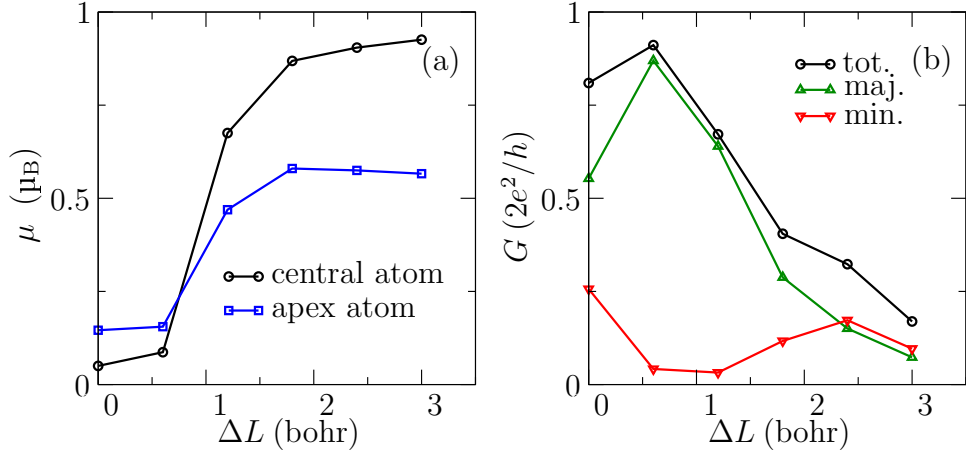 1
(a)
0.5
0
μ (μB)
central atom
apex atom
0 1 2 3
ΔL (bohr)
1
(b)
tot.
maj.
min.
0.5
0
G (2e²/h)
0 1 2 3
ΔL (bohr)